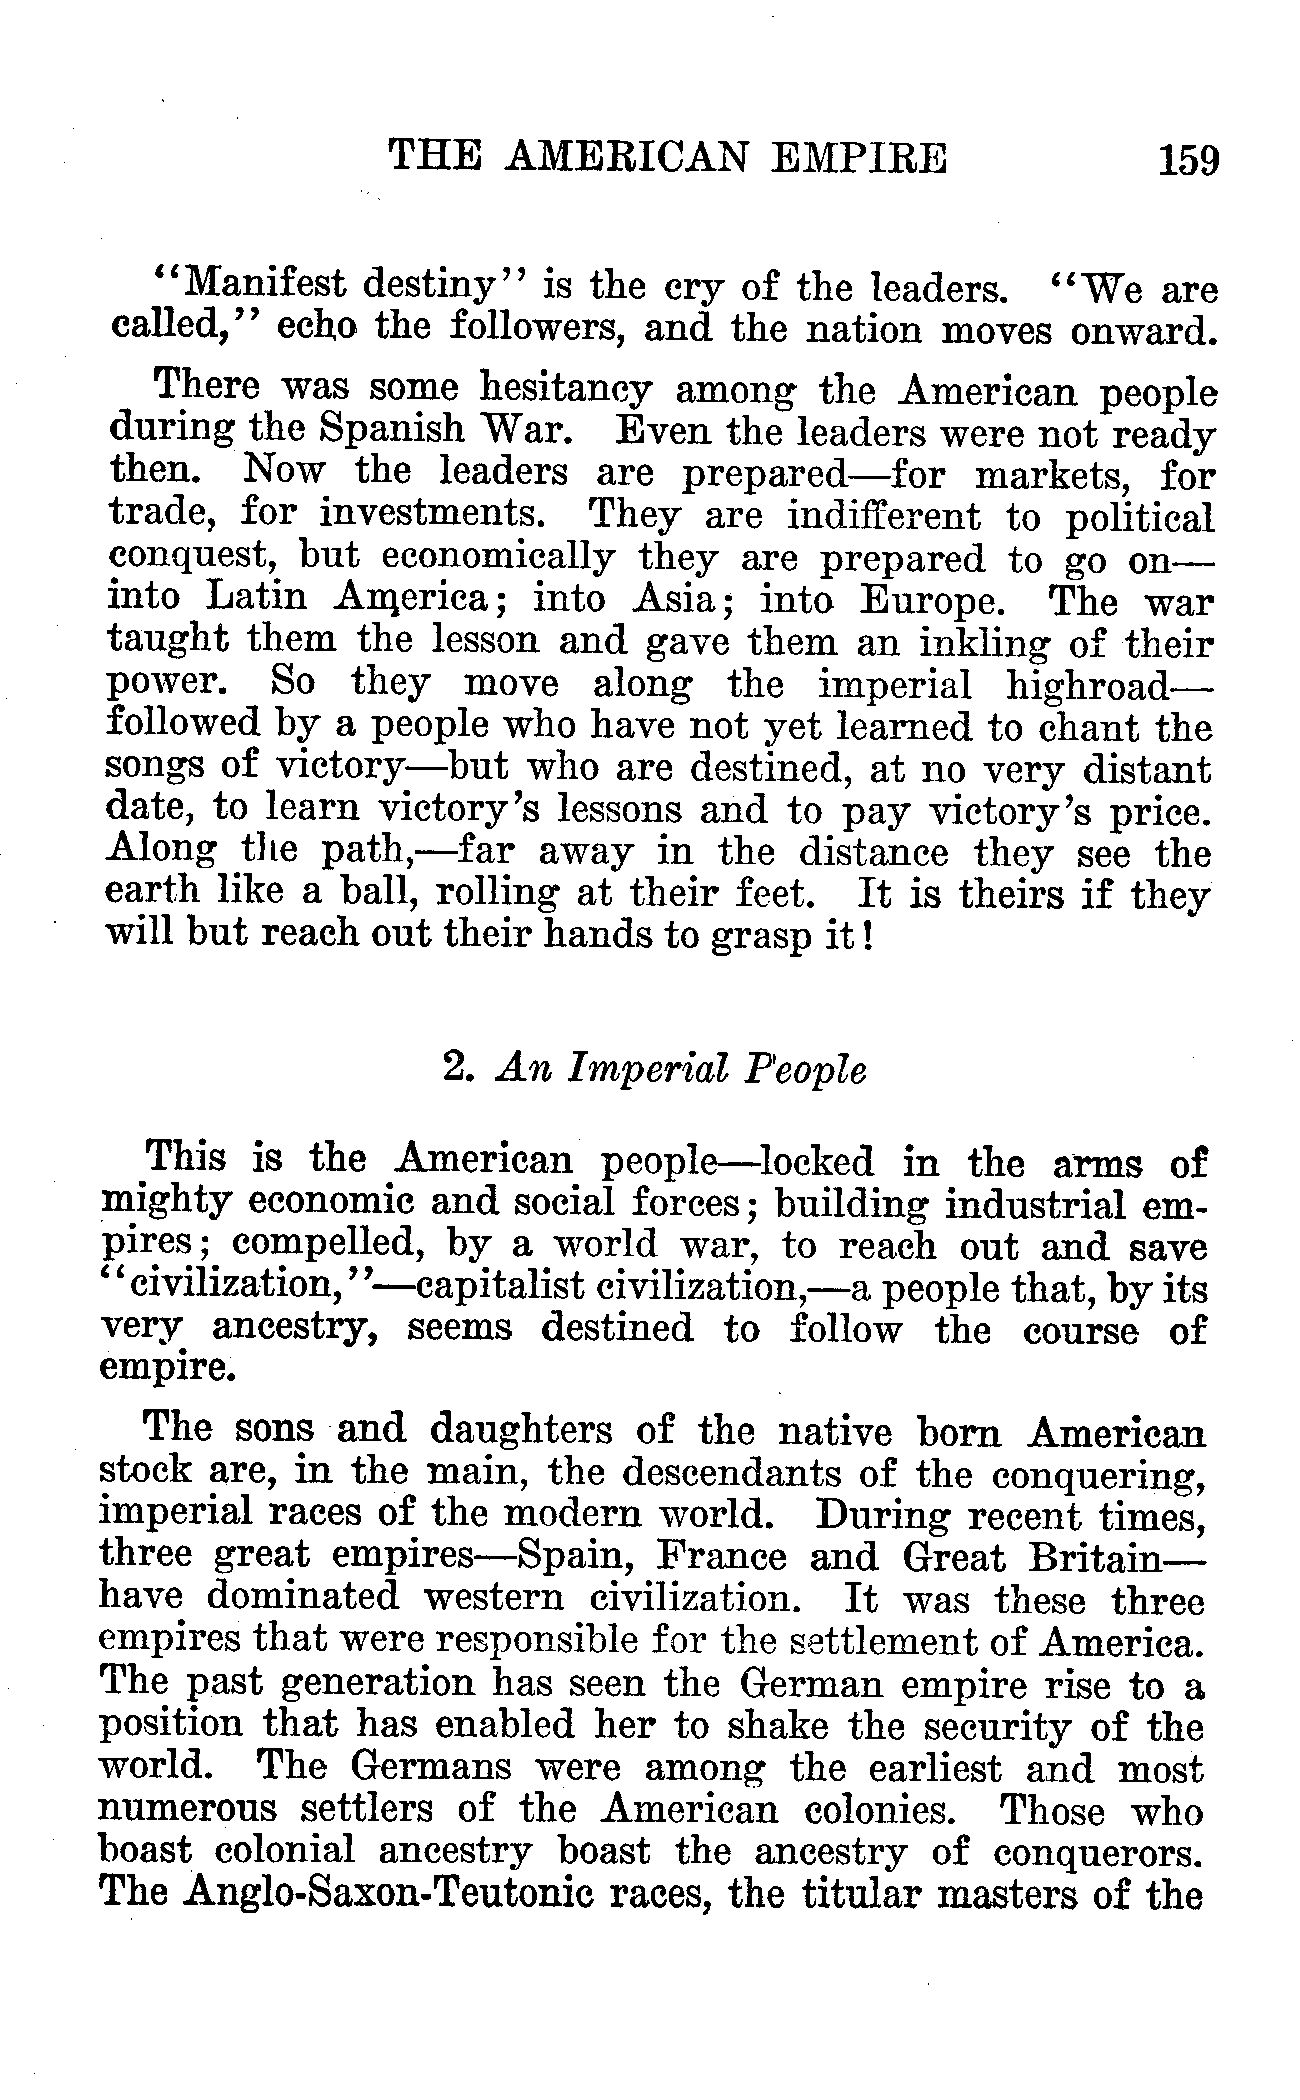 THE AMERICAN EMPIRE 159
"Manifest destiny" is the cry of the leaders. "We are
called," echo the followers, and the nation moves onward.
There was some hesitancy among the American people
during the Spanish War. Even the leaders were not ready
then. Now the leaders are prepared—for markets, for
trade, for investments. They are indifferent to political
conquest, but economically they are prepared to go on—
into Latin America; into Asia; into Europe. The war
taught them the lesson and gave them an inkling of their
power. So they move along the imperial highroad—
followed by a people who have not yet learned to chant the
songs of victory—but who are destined, at no very distant
date, to learn victory's lessons and to pay victory's price.
Along the path,—far away in the distance they see the
earth like a ball, rolling at their feet. It is theirs if they
will but reach out their hands to grasp it!
2. An Imperial People
This is the American people—locked in the arms of
mighty economic and social forces; building industrial em-
pires; compelled, by a world war, to reach out and save
"civilization,"—capitalist civilization,—a people that, by its
very ancestry, seems destined to follow the course of
empire.
The sons and daughters of the native born American
stock are, in the main, the descendants of the conquering,
imperial races of the modern world. During recent times,
three great empires—Spain, France and Great Britain—
have dominated western civilization. It was these three
empires that were responsible for the settlement of America.
The past generation has seen the German empire rise to a
position that has enabled her to shake the security of the
world. The Germans were among the earliest and most
numerous settlers of the American colonies. Those who
boast colonial ancestry boast the ancestry of conquerors.
The Anglo-Saxon-Teutonic races, the titular masters of the